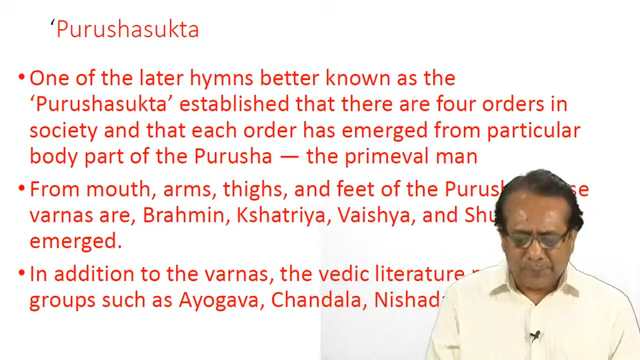 ‘Purushasukta
• One of the later hymns better known as the
‘Purushasukta’ established that there are four orders in
society and that each order has emerged from particular
body part of the Purusha — the primeval man
• From mouth, arms, thighs, and feet of the
varnas are, Brahmin, Kshatriya, Vaishya, and
emerged.
• In addition to the varnas, the vedic literature
groups such as Ayogava, Chandala,